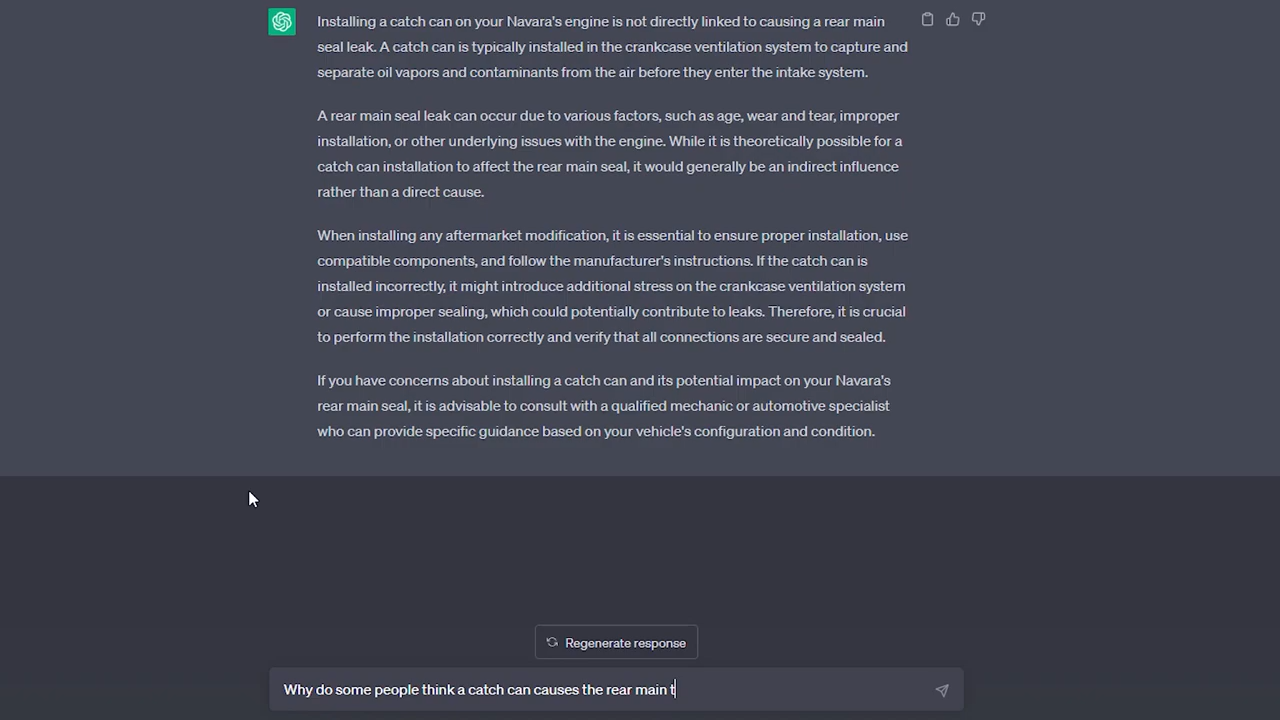 Installing a catch can on your Navara's engine is not directly linked to causing a rear main
seal leak. A catch can is typically installed in the crankcase ventilation system to capture and
separate oil vapors and contaminants from the air before they enter the intake system.
A rear main seal leak can occur due to various factors, such as age, wear and tear, improper
installation, or other underlying issues with the engine. While it is theoretically possible for a
catch can installation to affect the rear main seal, it would generally be an indirect influence
rather than a direct cause.
When installing any aftermarket modification, it is essential to ensure proper installation, use
compatible components, and follow the manufacturer's instructions. If the catch can is
installed incorrectly, it might introduce additional stress on the crankcase ventilation system
or cause improper sealing, which could potentially contribute to leaks. Therefore, it is crucial
to perform the installation correctly and verify that all connections are secure and sealed.
If you have concerns about installing a catch can and its potential impact on your Navara's
rear main seal, it is advisable to consult with a qualified mechanic or automotive specialist
who can provide specific guidance based on your vehicle's configuration and condition.
Regenerate response
Why do some people think a catch can causes the rear main t